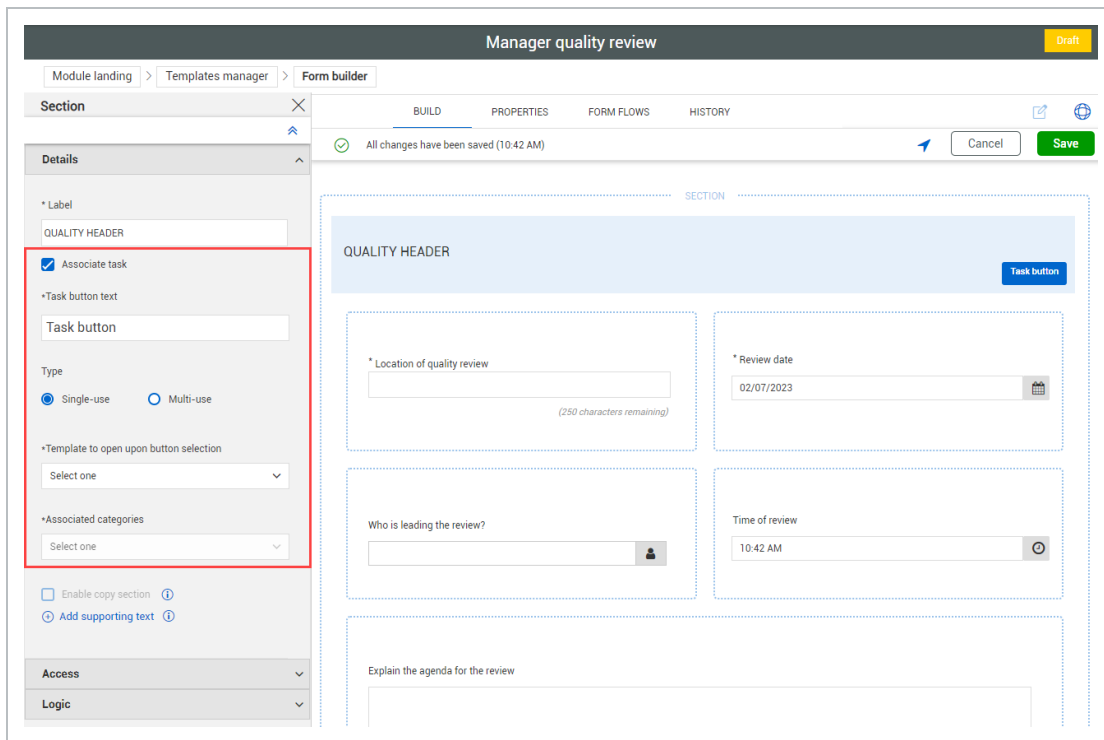 Manager quality review
Draft
Module landing > Templates manager > Form builder
Section
BUILD PROPERTIES FORM FLOWS HISTORY
All changes have been saved (10:42 AM)
Cancel
Save
Details
* Label
QUALITY HEADER
Associate task
*Task button text
Task button
Type
Single-use Multi-use
*Template to open upon button selection
Select one
*Associated categories
Select one
Enable copy section
Add supporting text
Access
Logic
SECTION
QUALITY HEADER
Task button
* Location of quality review
(250 characters remaining)
* Review date
02/07/2023
Who is leading the review?
Time of review
10:42 AM
Explain the agenda for the review